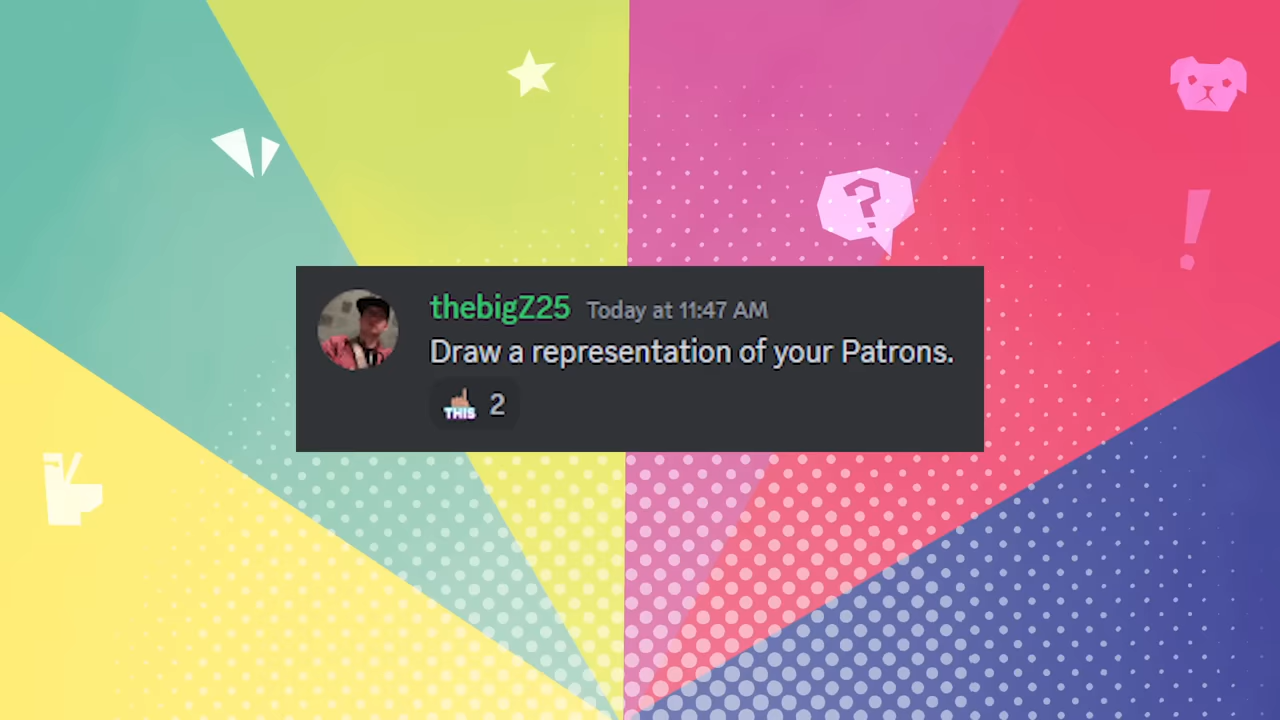 ?
!
thebigZ25 Today at 11:47 AM
Draw a representation of your Patrons.
THIS 2